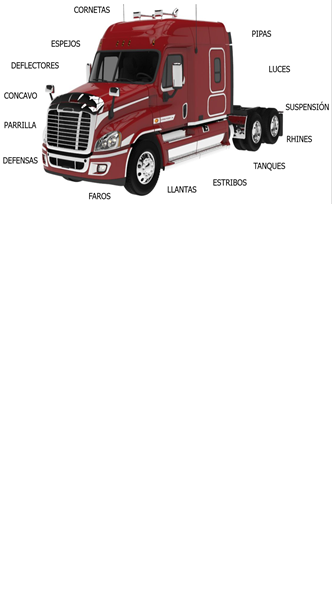 CORNETAS
PIPAS
ESPEJOS
DEFLECTORES
LUCES
CONCAVO
SUSPENSIÓN
PARRILLA
RHINES
DEFENSAS
TANQUES
ESTRIBOS
LLANTAS
FAROS